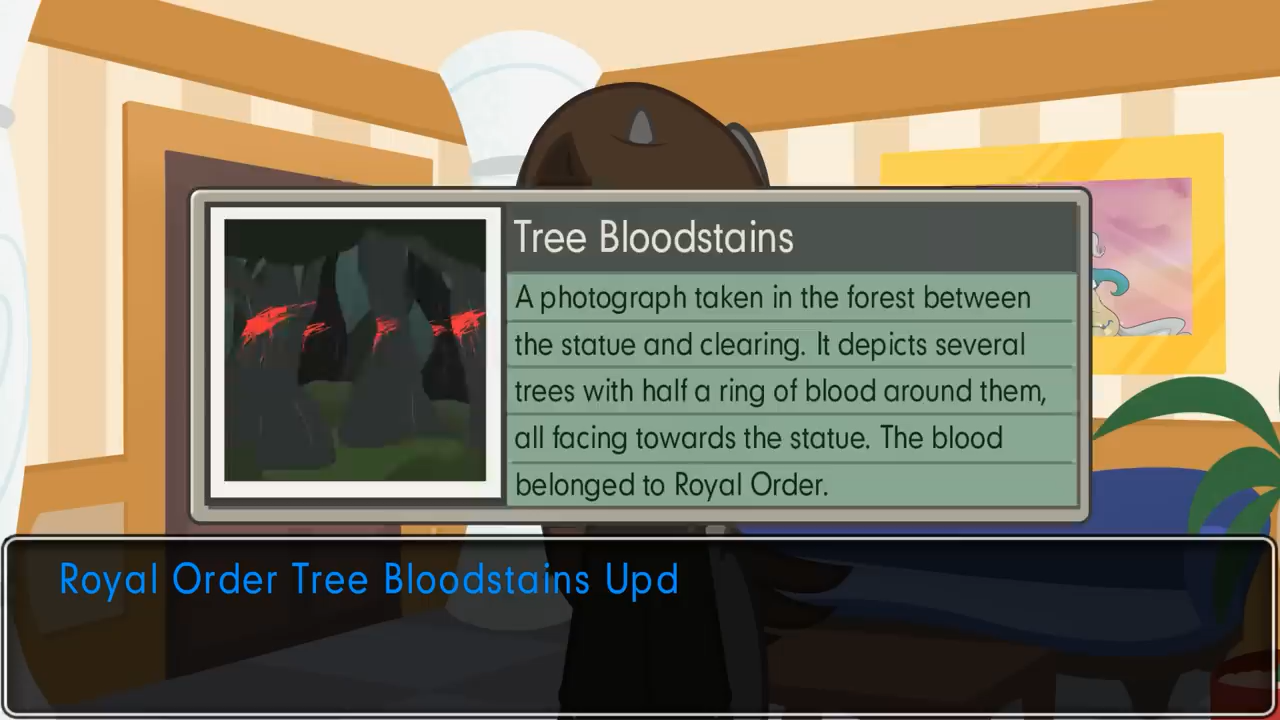 Tree Bloodstains
A photograph taken in the forest between
the statue and clearing. It depicts several
trees with half a ring of blood around them,
all facing towards the statue. The blood
belonged to Royal Order.
Royal Order Tree Bloodstains Upd